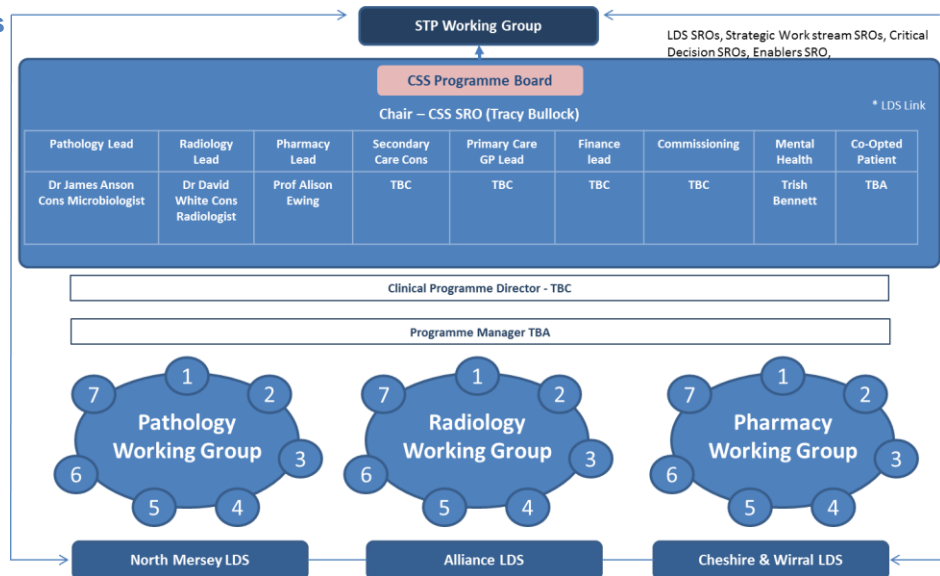 s
STP Working Group
LDS SROs, Strategic Work stream SROs, Critical
Decision SROs, Enablers SRO,
CSS Programme Board
Chair – CSS SRO (Tracy Bullock)
* LDS Link
Pathology Lead
Radiology
Lead
Pharmacy
Lead
Secondary
Care Cons
Primary Care
GP Lead
Finance
lead
Commissioning
Mental
Health
Co-Opted
Patient
Dr James Anson
Cons Microbiologist
Dr David
White Cons
Radiologist
Prof Alison
Ewing
TBC
TBC
TBC
TBC
Trish
Bennett
TBA
Clinical Programme Director - TBC
Programme Manager TBA
1
2
3
4
5
6
7
Pathology
Working Group
1
2
3
4
5
6
7
Radiology
Working Group
1
2
3
4
5
6
7
Pharmacy
Working Group
North Mersey LDS
Alliance LDS
Cheshire & Wirral LDS